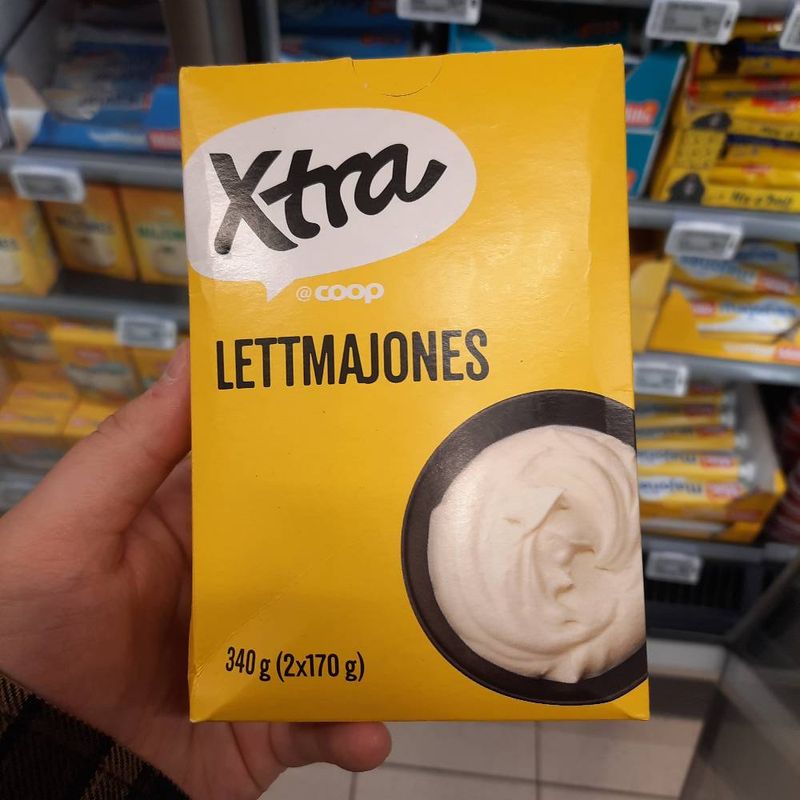 Xtra
@coop
LETTMAJONES
340 g (2x170 g)